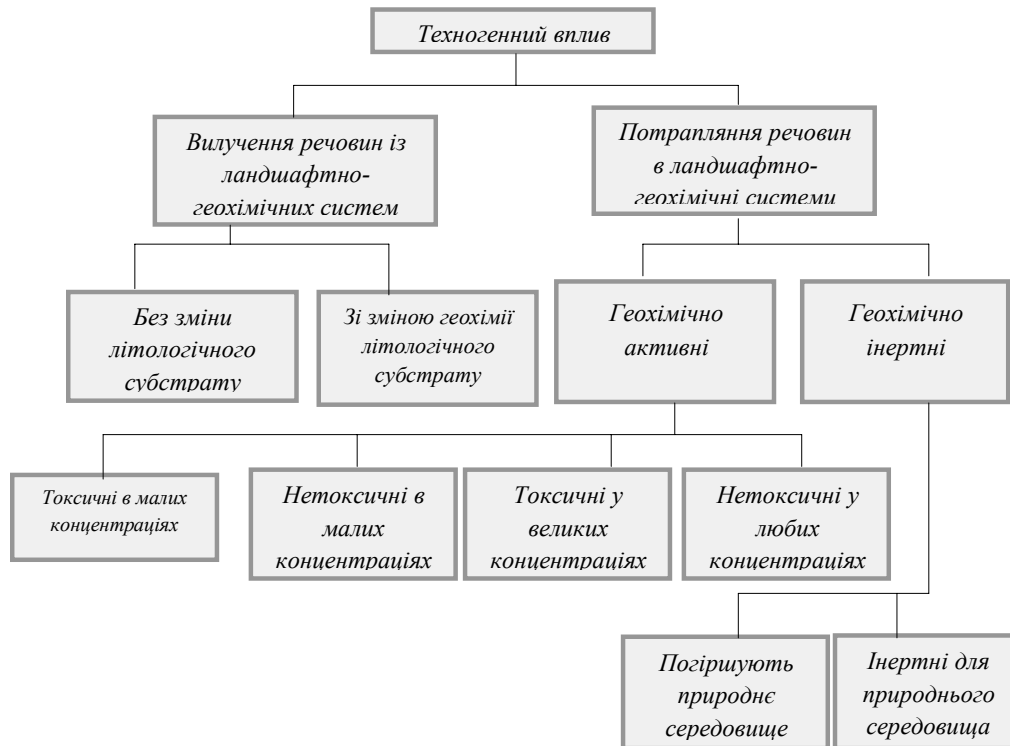 Техногенний вплив
Вилучення речовин із
ландшафтно-
геохімічних систем
Потрапляння речовин
в ландшафтно-
геохімічні системи
Без зміни
літологічного
субстрату
Зі зміною геохімії
літологічного
субстрату
Геохімічно
активні
Геохімічно
інертні
Токсичні в малих
концентраціях
Нетоксичні в
малих
концентраціях
Токсичні у
великих
концентраціях
Нетоксичні у
любих
концентраціях
Погіршують
природнє
середовище
Інертні для
природнього
середовища